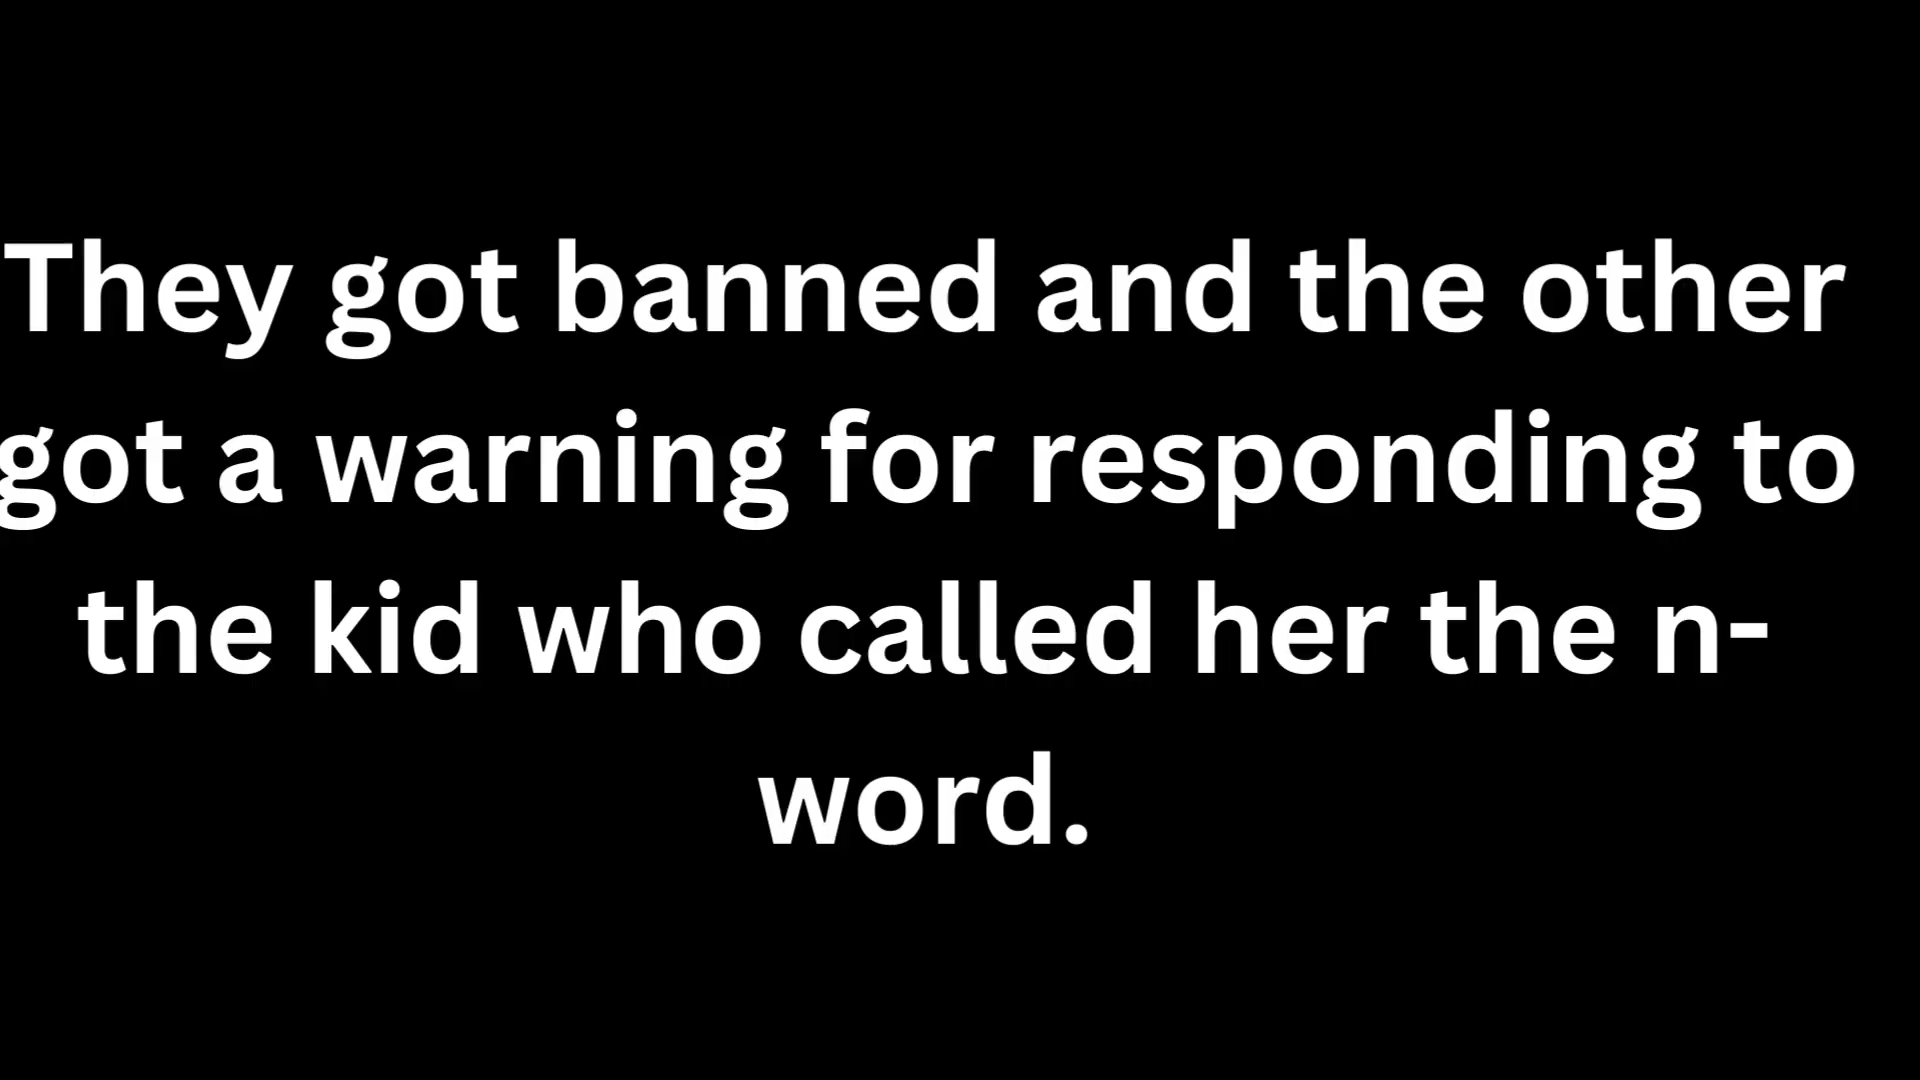 They got banned and the other
got a warning for responding to
the kid who called her the n-
word.